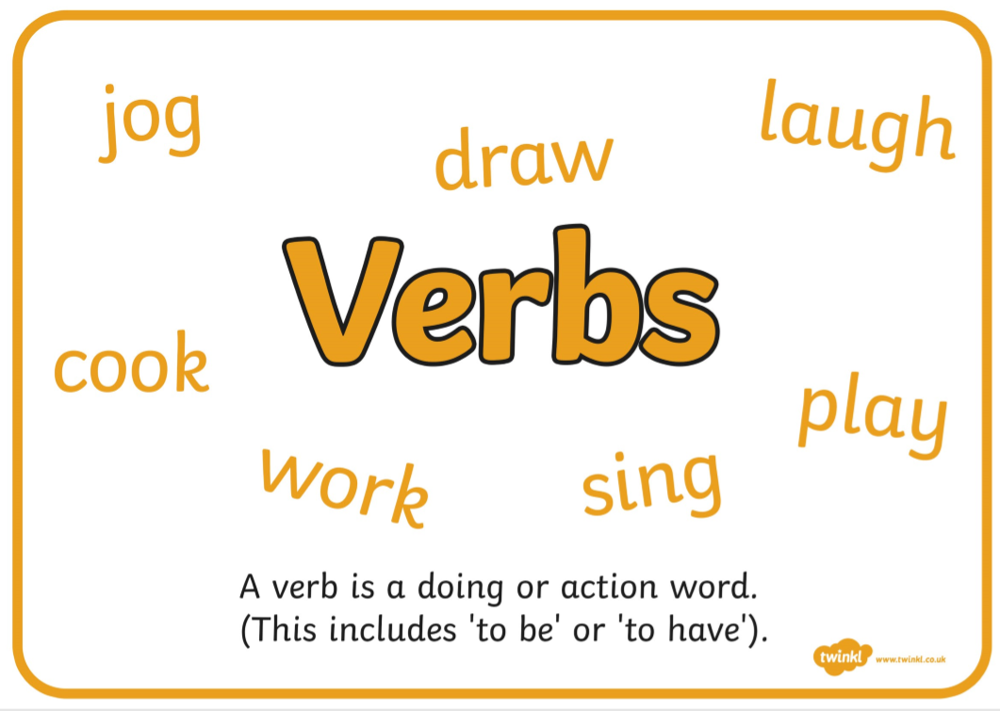 jog
draw
laugh
Verbs
cook
play
work
sing
A verb is a doing or action word.
(This includes 'to be' or 'to have').
twinkl www.twinkl.co.uk